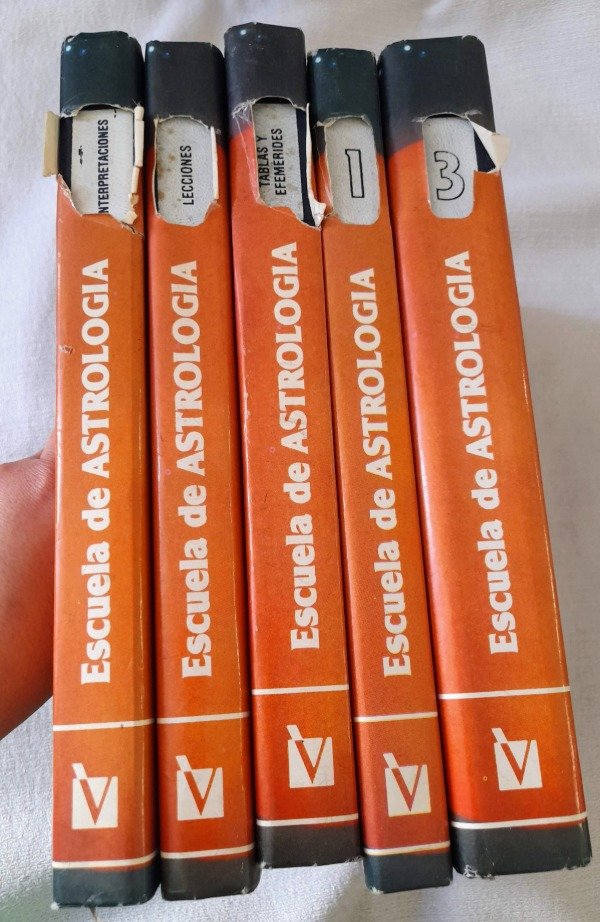 NTERPRETACIONES
Escuela de ASTROLOGIA
V
LECCIONES
Escuela de ASTROLOGIA
V
TABLAS Y
EFEMERIDES
Escuela de ASTROLOGIA
V
1
Escuela de ASTROLOGIA
V
3
Escuela de ASTROLOGIA
V